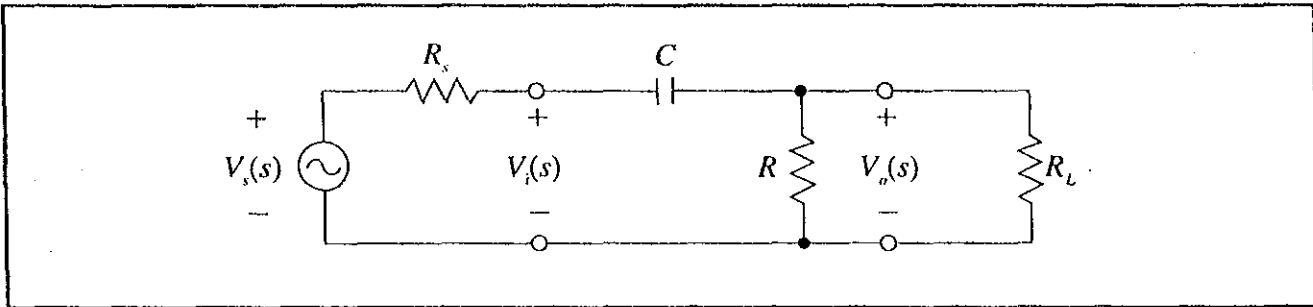 R_s C
+ + +
V_s(s) V_i(s) R V_o(s) R_L
− − −